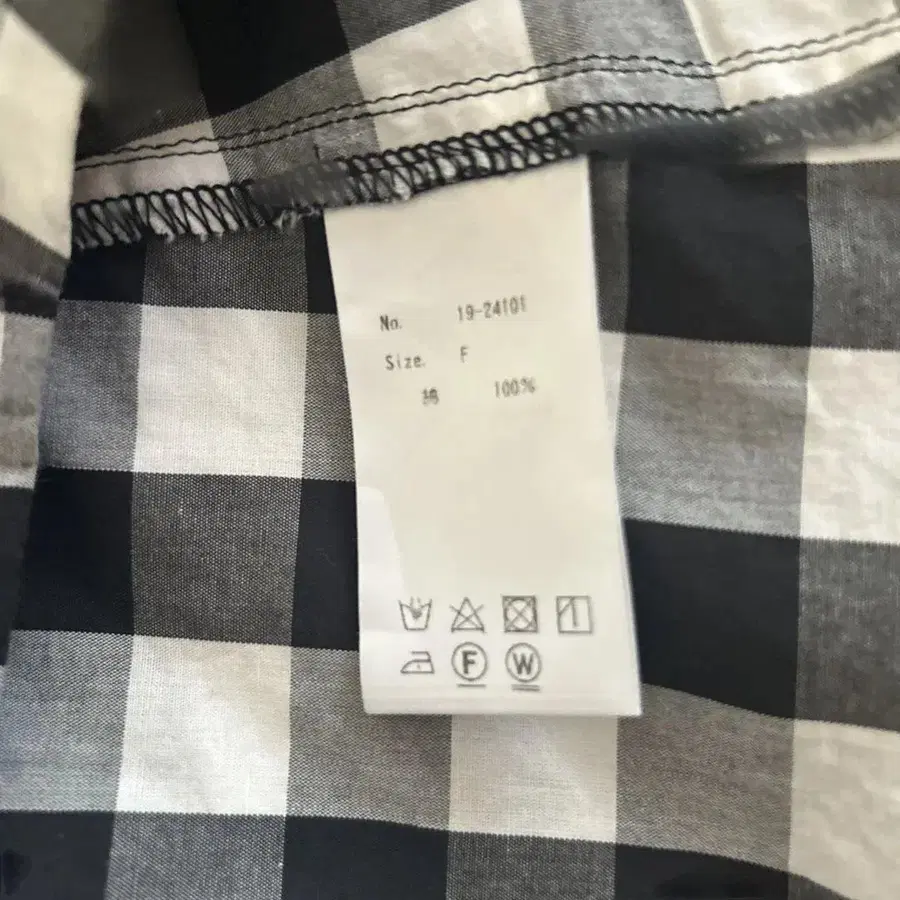 No. 19-24101
Size. F
綿 100%
F W